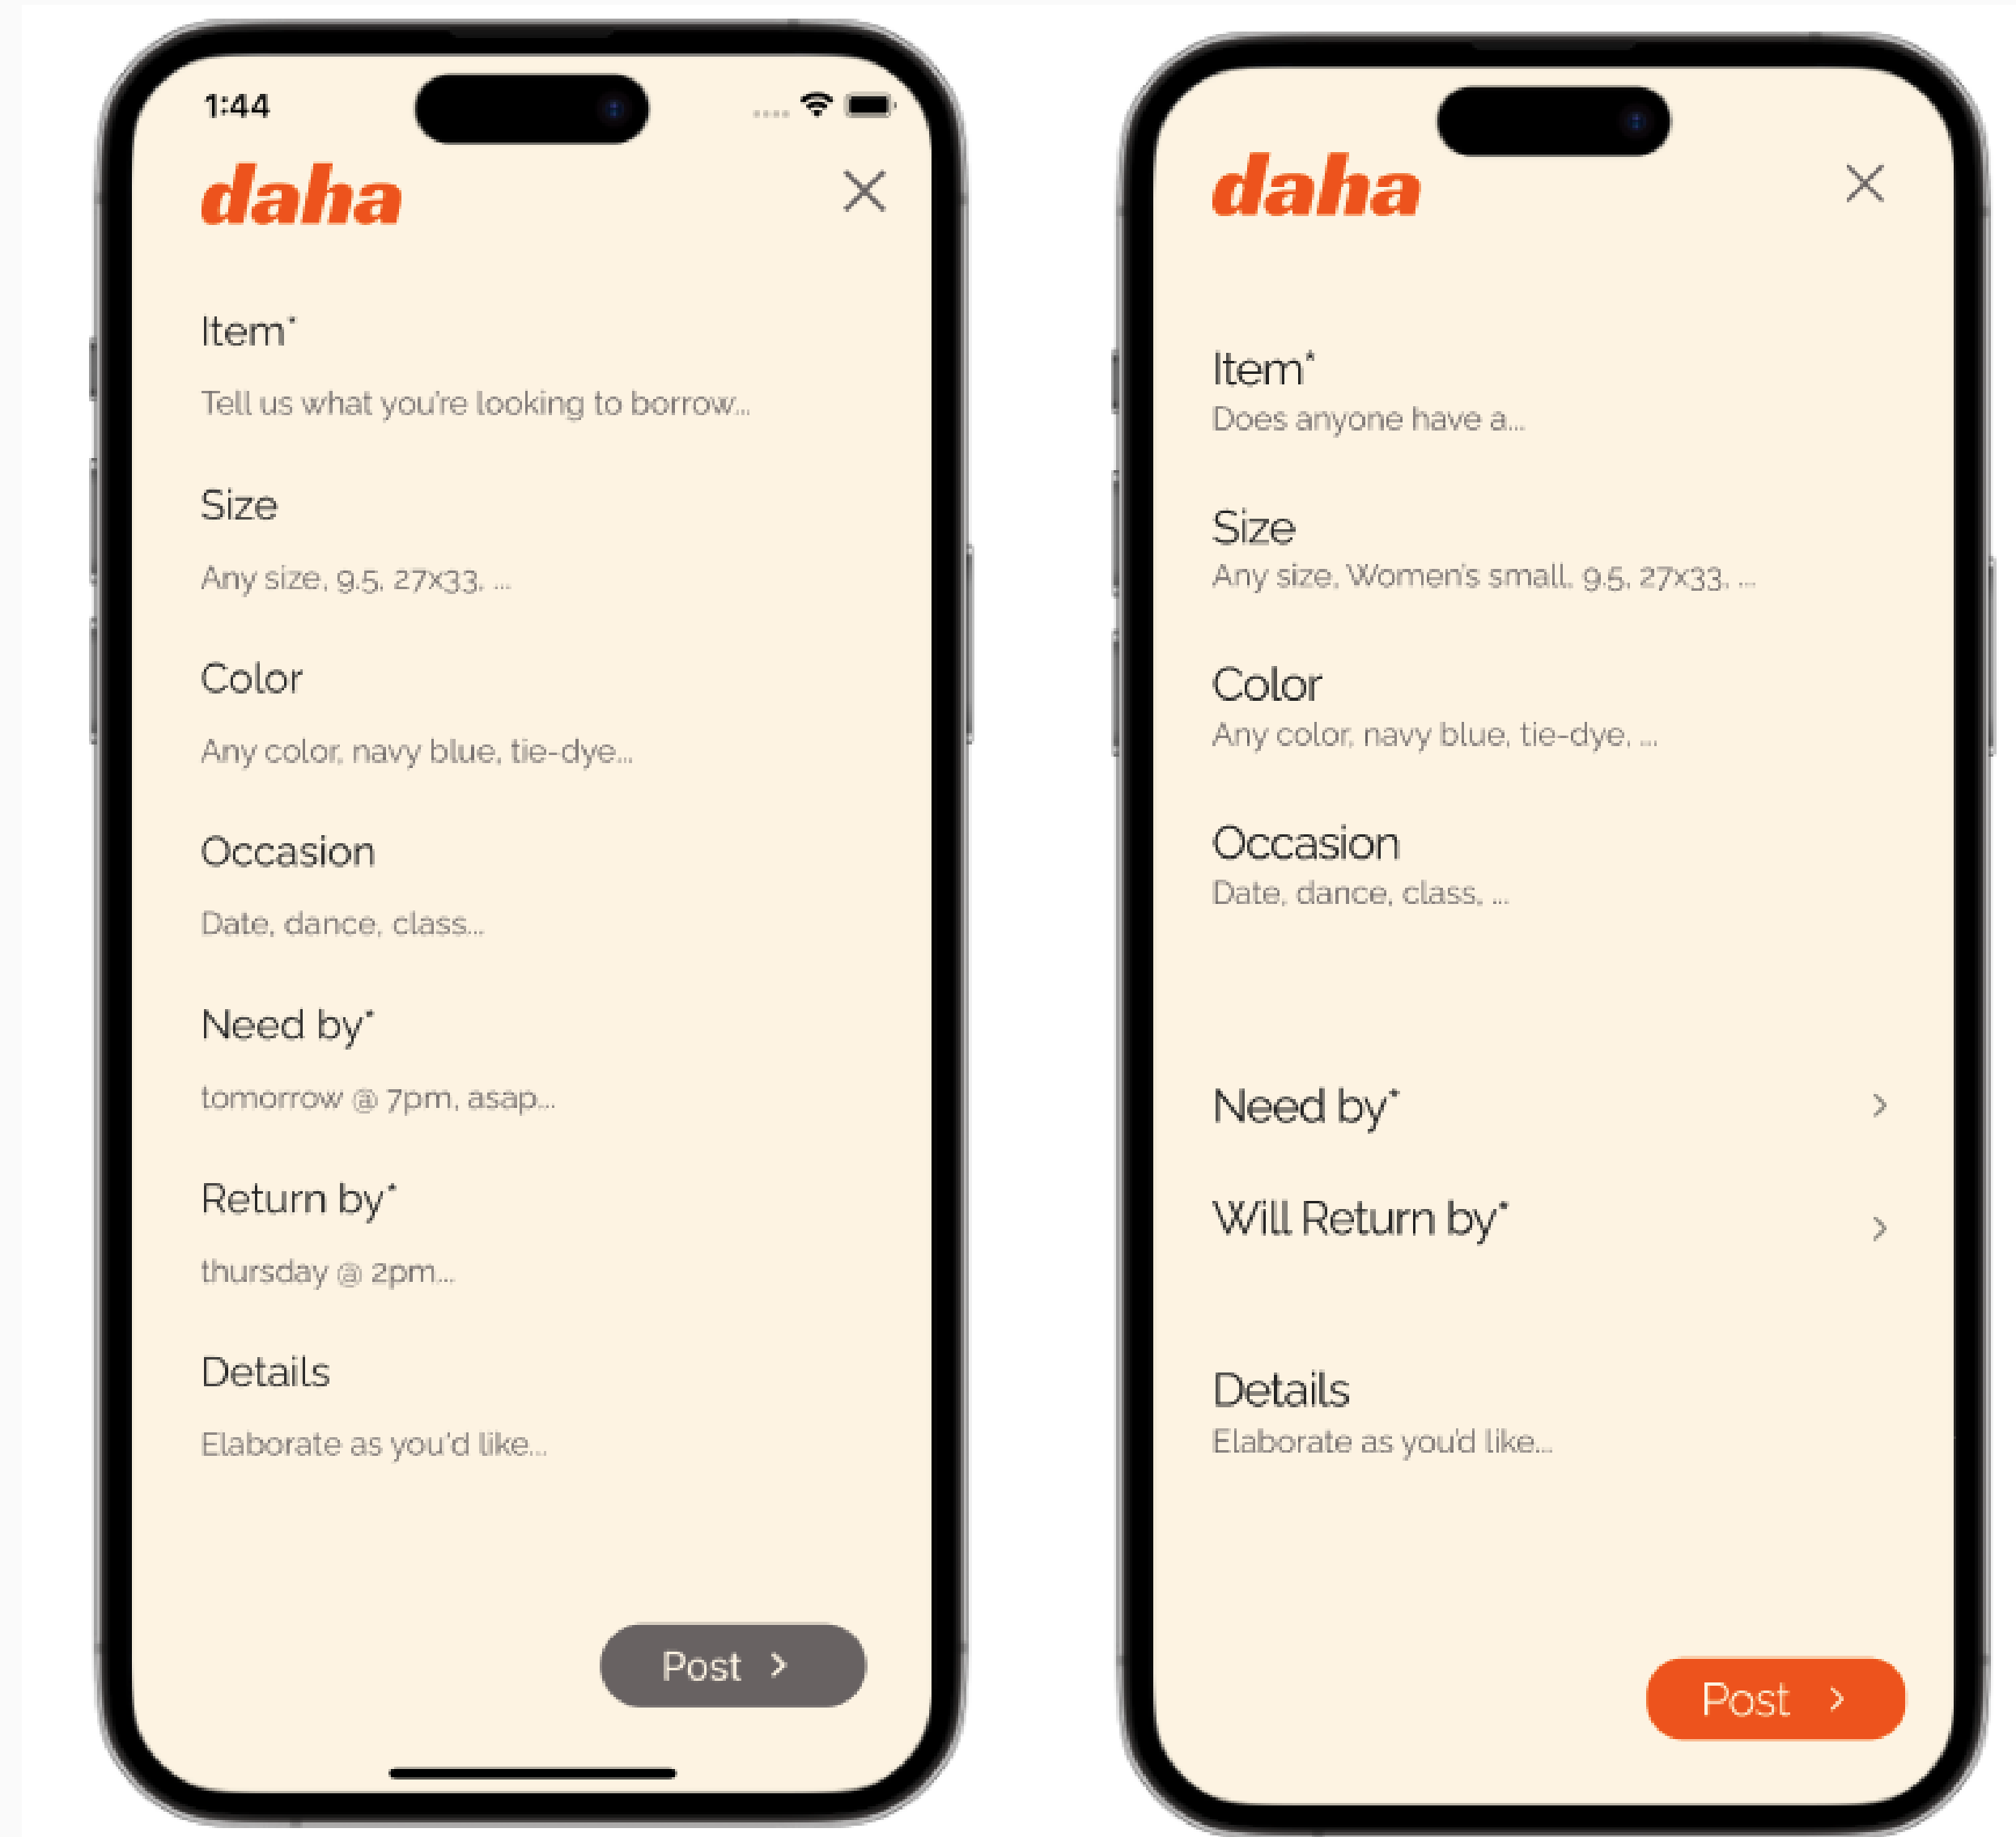 1:44
daha
Item*
Tell us what you're looking to borrow...
Size
Any size, 9.5, 27x33, ...
Color
Any color, navy blue, tie-dye...
Occasion
Date, dance, class...
Need by*
tomorrow @ 7pm, asap...
Return by*
thursday @ 2pm...
Details
Elaborate as you'd like...
Post >
daha
Item*
Does anyone have a...
Size
Any size, Women's small, 9.5, 27x33, ...
Color
Any color, navy blue, tie-dye, ...
Occasion
Date, dance, class, ...
Need by* >
Will Return by* >
Details
Elaborate as you'd like...
Post >